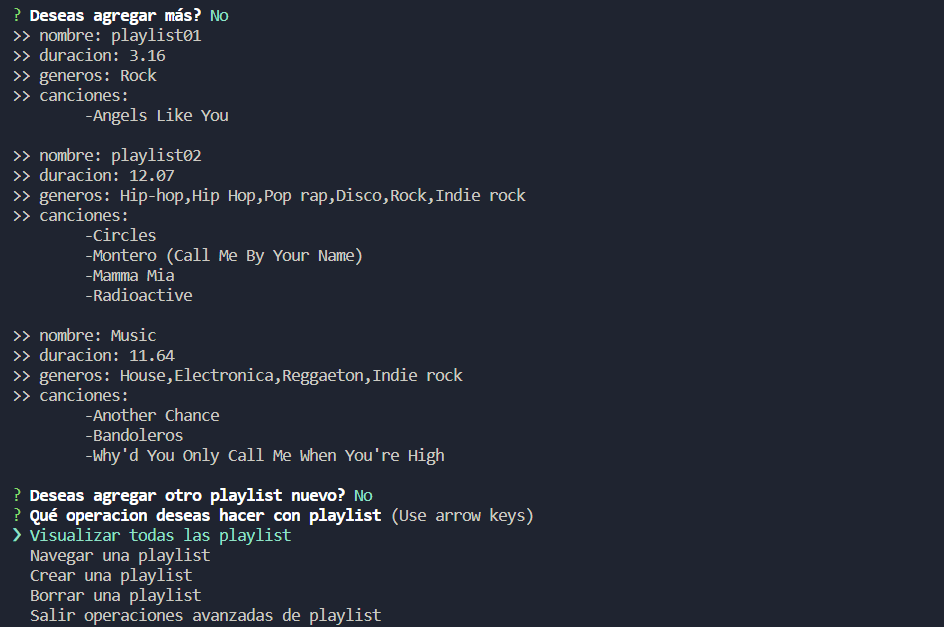 ? Deseas agregar más? No
>> nombre: playlist01
>> duracion: 3.16
>> generos: Rock
>> canciones:
-Angels Like You
>> nombre: playlist02
>> duracion: 12.07
>> generos: Hip-hop,Hip Hop,Pop rap,Disco,Rock,Indie rock
>> canciones:
-Circles
-Montero (Call Me By Your Name)
-Mamma Mia
-Radioactive
>> nombre: Music
>> duracion: 11.64
>> generos: House,Electronica,Reggaeton,Indie rock
>> canciones:
-Another Chance
-Bandoleros
-Why'd You Only Call Me When You're High
? Deseas agregar otro playlist nuevo? No
? Qué operacion deseas hacer con playlist (Use arrow keys)
❯ Visualizar todas las playlist
Navegar una playlist
Crear una playlist
Borrar una playlist
Salir operaciones avanzadas de playlist